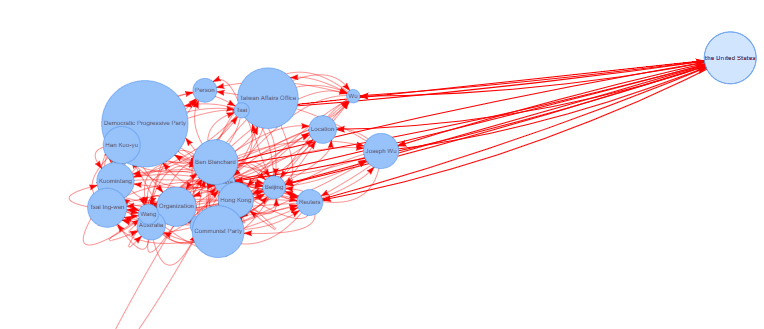 the United States
Person
Taiwan Affairs Office
Wu
Tsai
Democratic Progressive Party
Location
Han Kuo-yu
Joseph Wu
Ben Blanchard
Kuomintang
Beijing
Hong Kong
Reuters
Tsai Ing-wen
Organization
Wang
Australia
Communist Party